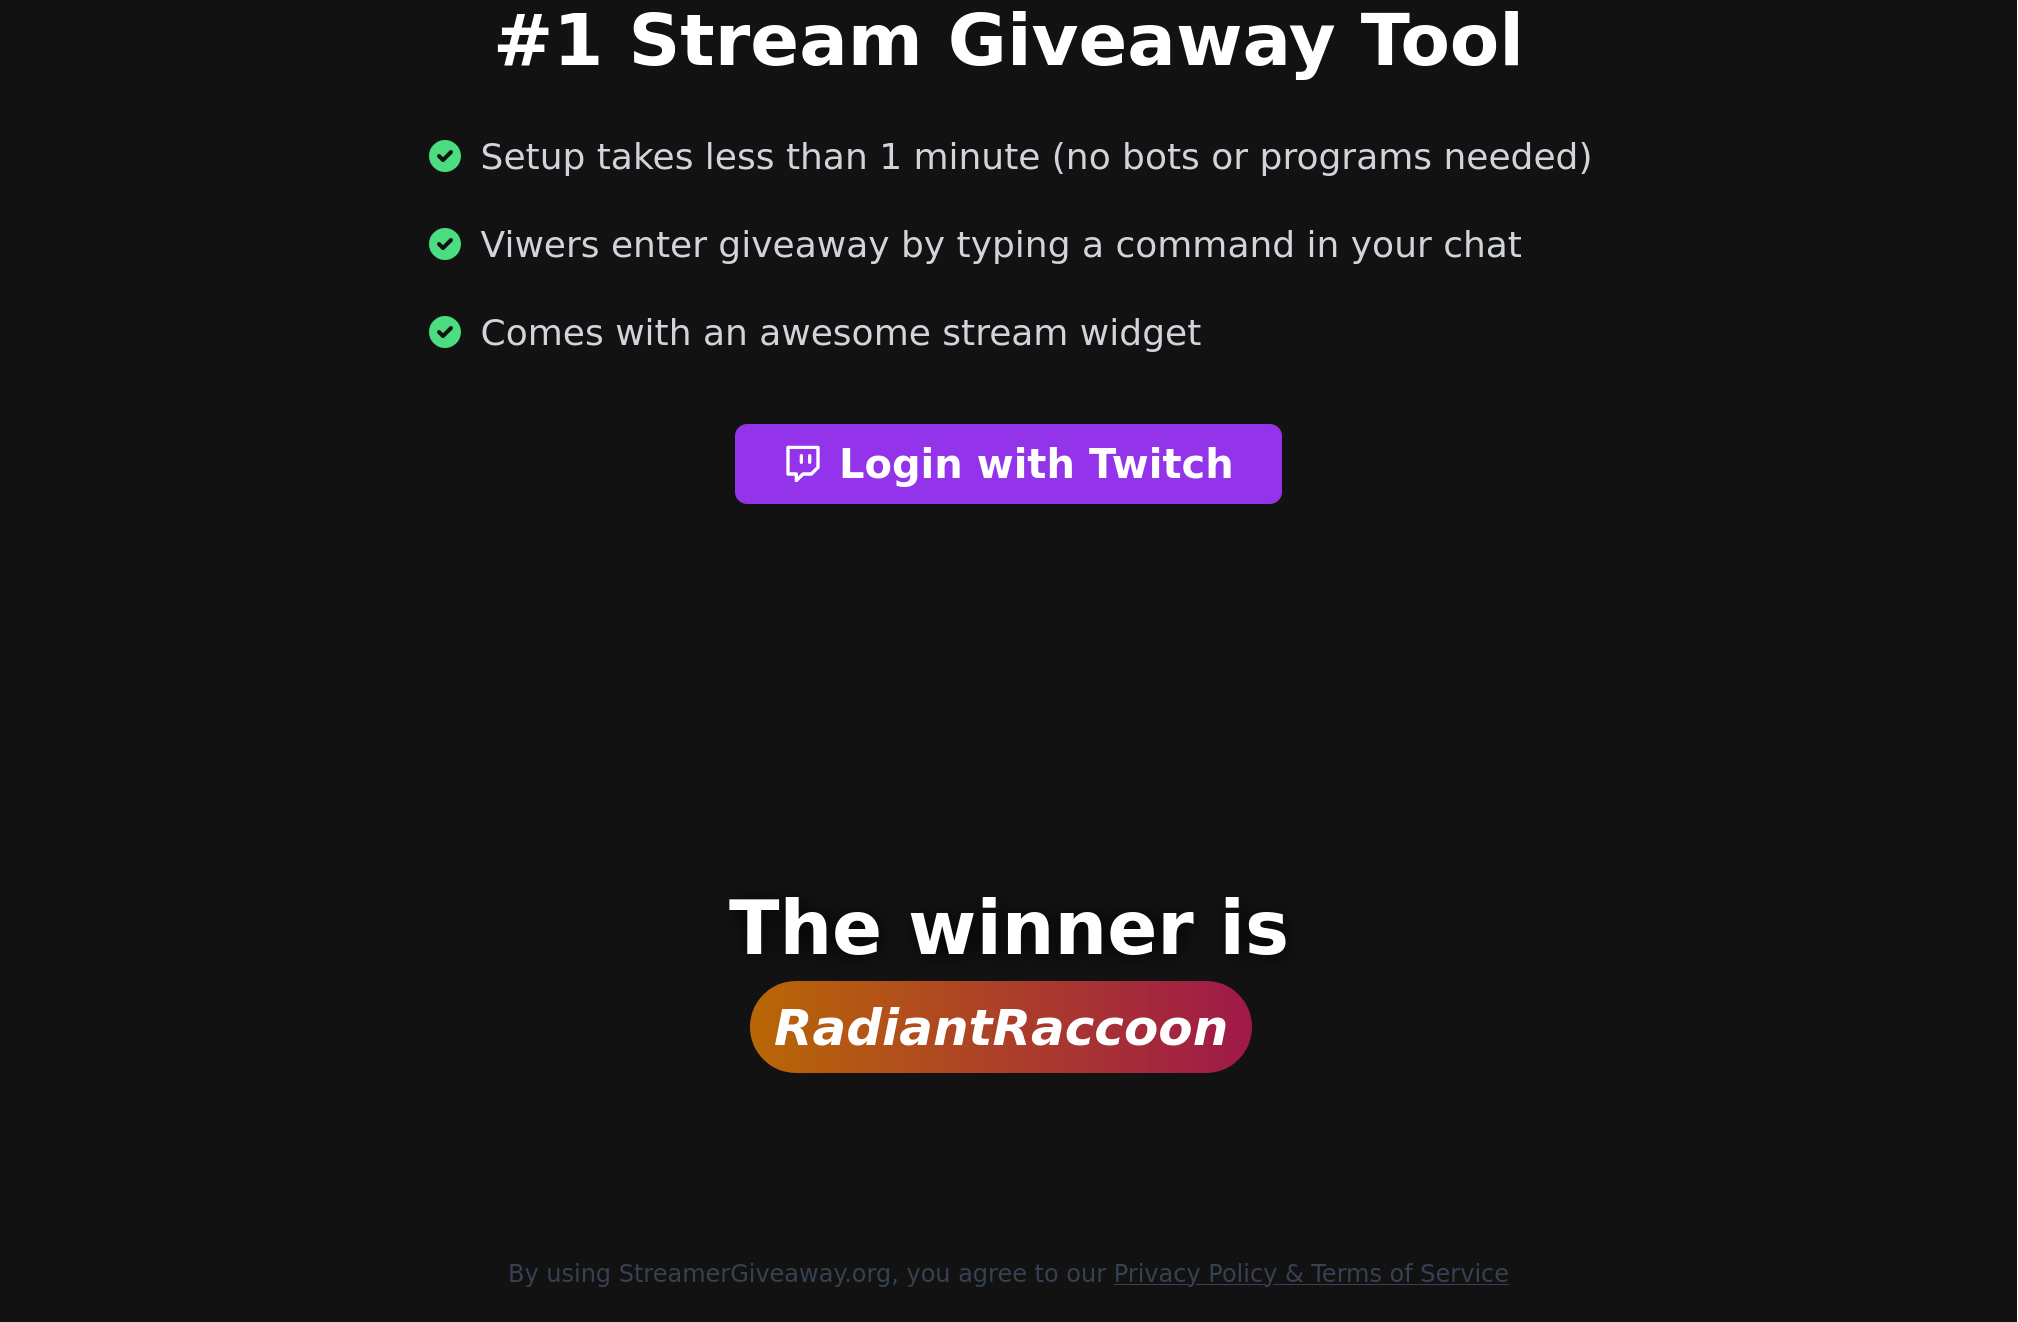 #1 Stream Giveaway Tool
Setup takes less than 1 minute (no bots or programs needed)
Viwers enter giveaway by typing a command in your chat
Comes with an awesome stream widget
Login with Twitch
The winner is
RadiantRaccoon
By using StreamerGiveaway.org, you agree to our Privacy Policy & Terms of Service